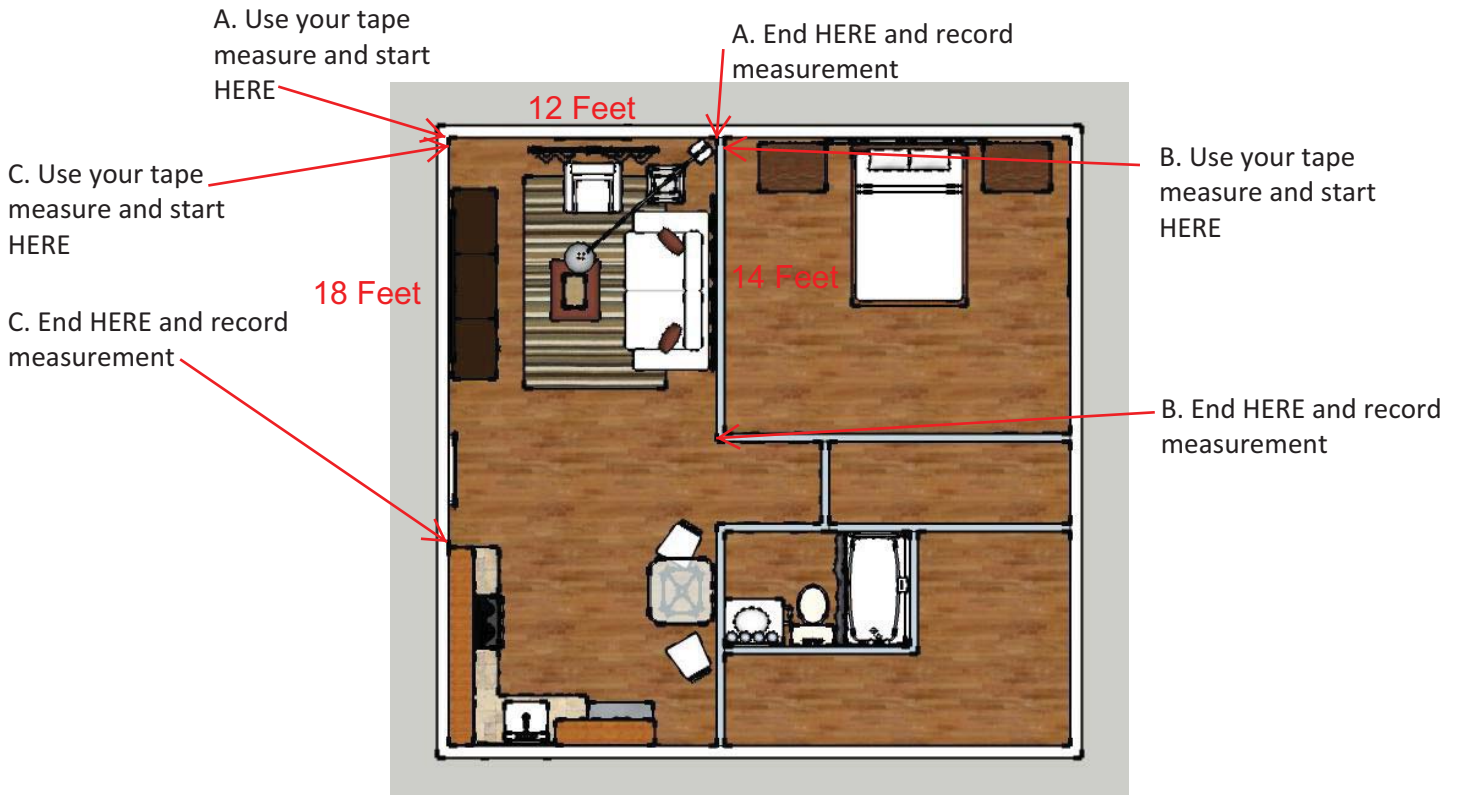 A. Use your tape
measure and start
HERE
A. End HERE and record
measurement
12 Feet
C. Use your tape
measure and start
HERE
B. Use your tape
measure and start
HERE
18 Feet
14 Feet
C. End HERE and record
measurement
B. End HERE and record
measurement